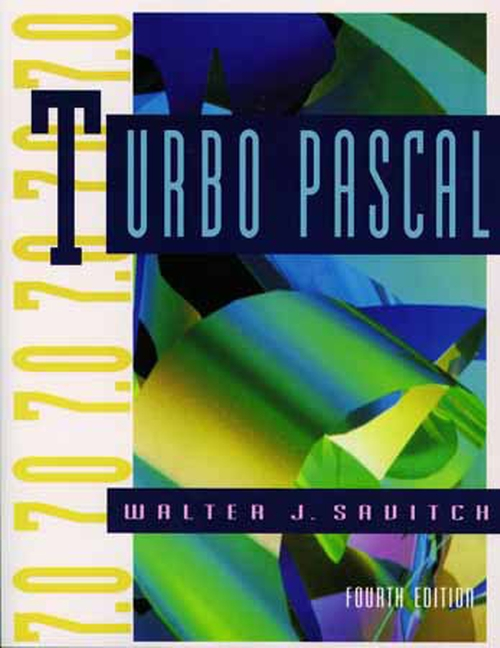 7.0 7.0 7.0 7.0 7.0 7.0
TURBO PASCAL
WALTER J. SAVITCH
FOURTH EDITION